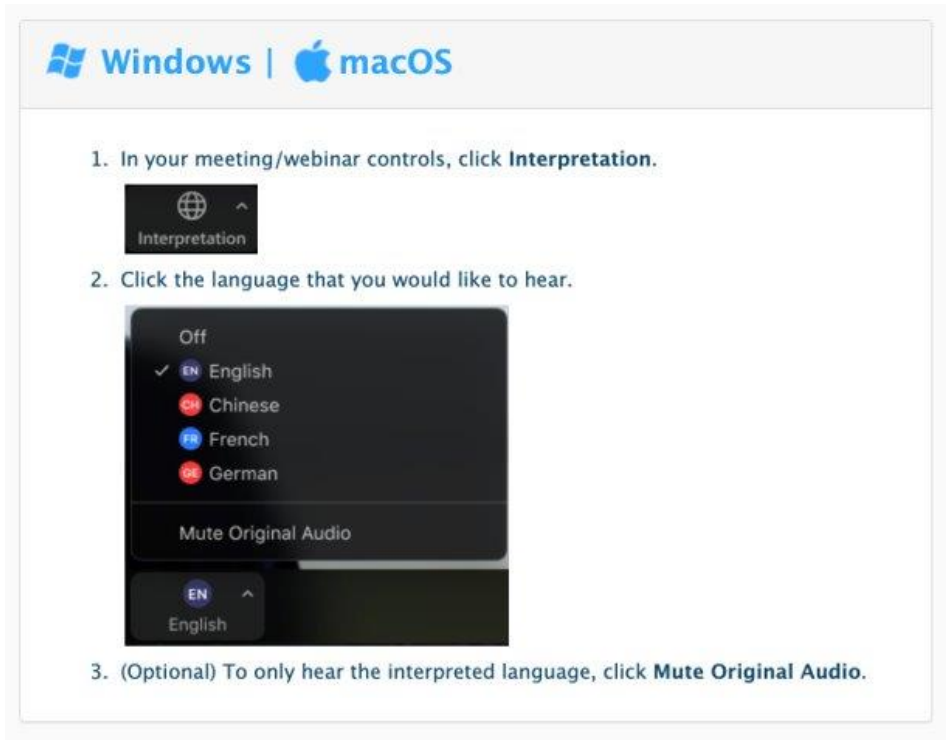 Windows | macOS
1. In your meeting/webinar controls, click Interpretation.
Interpretation
2. Click the language that you would like to hear.
Off
EN English
CH Chinese
FR French
GE German
Mute Original Audio
EN
English
3. (Optional) To only hear the interpreted language, click Mute Original Audio.